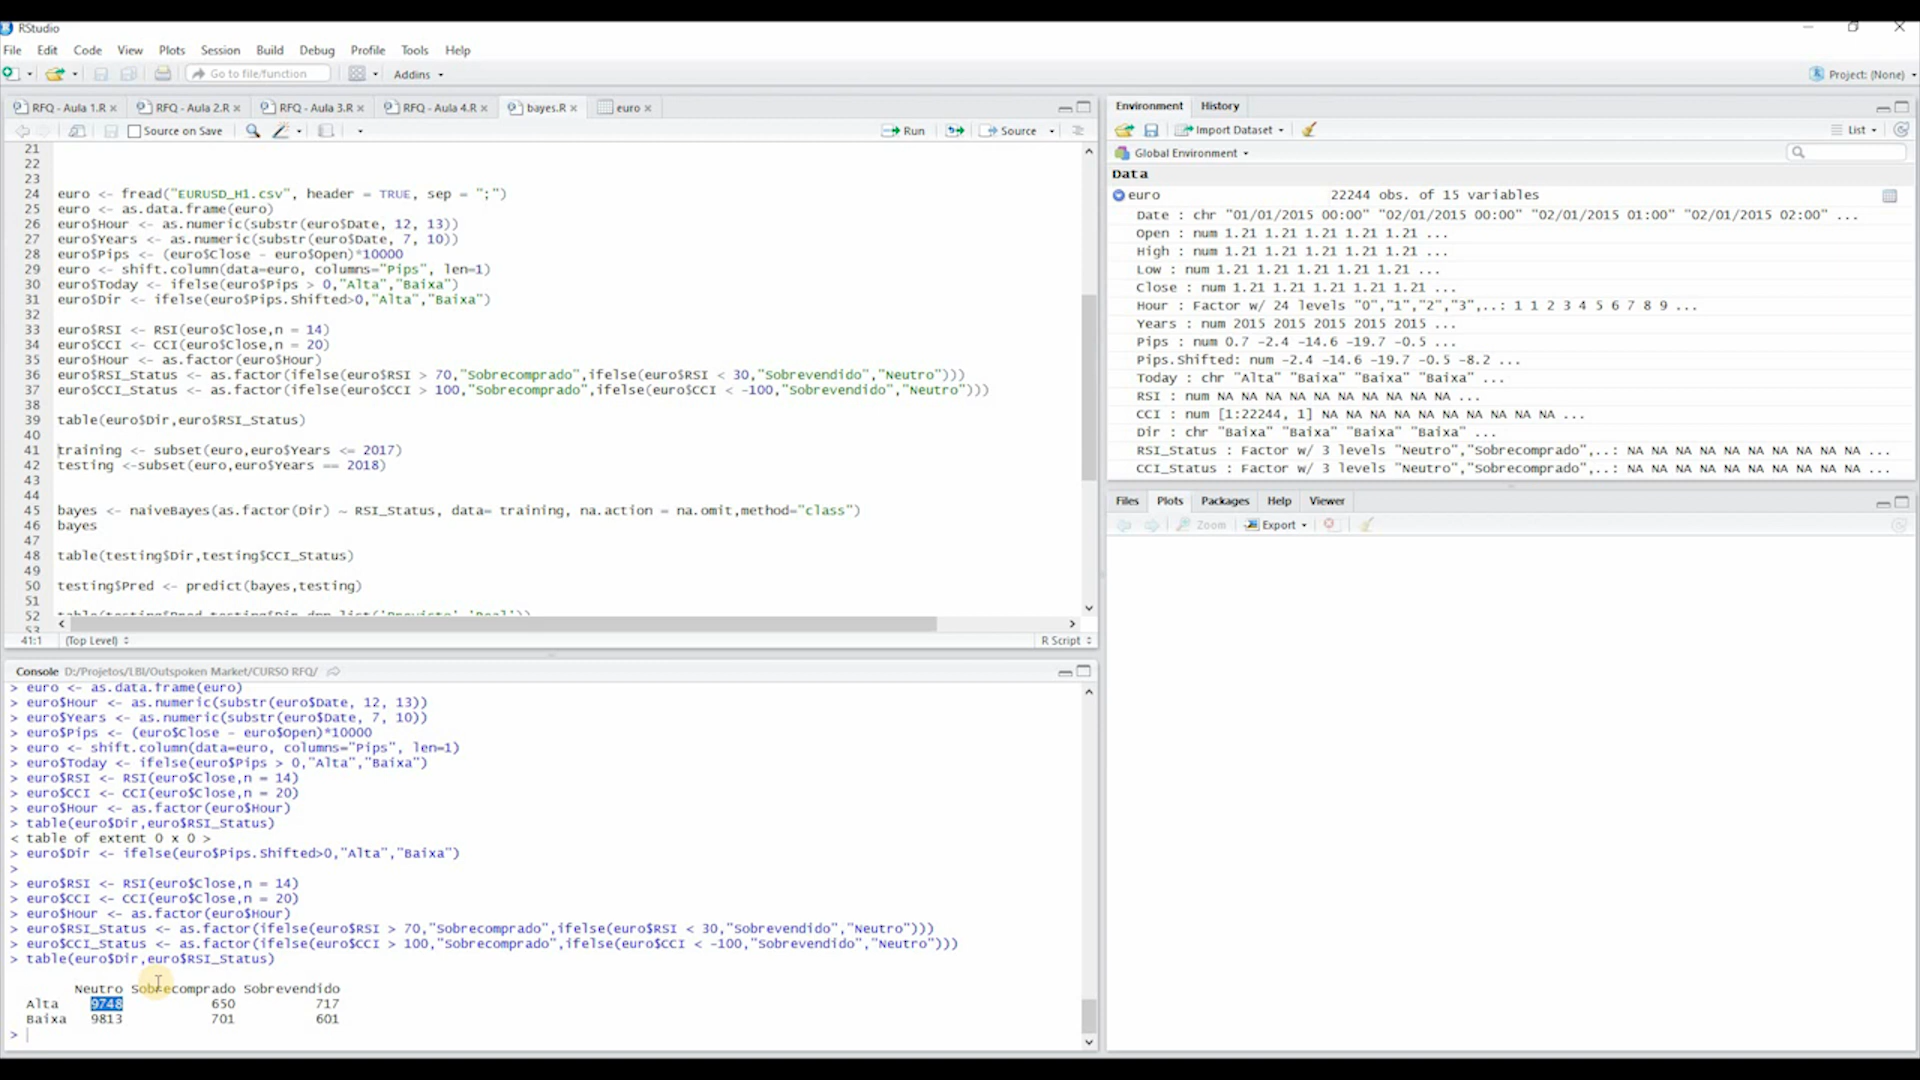 RStudio
File Edit Code View Plots Session Build Debug Profile Tools Help
Go to file/function Addins Project: (None)
RFQ - Aula 1.R RFQ - Aula 2.R RFQ - Aula 3.R RFQ - Aula 4.R bayes.R euro
Source on Save Run Source
21
22
23
24 euro <- fread("EURUSD_H1.csv", header = TRUE, sep = ";")
25 euro <- as.data.frame(euro)
26 euro$Hour <- as.numeric(substr(euro$Date, 12, 13))
27 euro$Years <- as.numeric(substr(euro$Date, 7, 10))
28 euro$Pips <- (euro$Close - euro$Open)*10000
29 euro <- shift.column(data=euro, columns="Pips", len=1)
30 euro$Today <- ifelse(euro$Pips > 0,"Alta","Baixa")
31 euro$Dir <- ifelse(euro$Pips.Shifted>0,"Alta","Baixa")
32
33 euro$RSI <- RSI(euro$Close,n = 14)
34 euro$CCI <- CCI(euro$Close,n = 20)
35 euro$Hour <- as.factor(euro$Hour)
36 euro$RSI_Status <- as.factor(ifelse(euro$RSI > 70,"Sobrecomprado",ifelse(euro$RSI < 30,"Sobrevendido","Neutro")))
37 euro$CCI_Status <- as.factor(ifelse(euro$CCI > 100,"Sobrecomprado",ifelse(euro$CCI < -100,"Sobrevendido","Neutro")))
38
39 table(euro$Dir,euro$RSI_Status)
40
41 training <- subset(euro,euro$Years <= 2017)
42 testing <-subset(euro,euro$Years == 2018)
43
44
45 bayes <- naiveBayes(as.factor(Dir) ~ RSI_Status, data= training, na.action = na.omit,method="class")
46 bayes
47
48 table(testing$Dir,testing$CCI_Status)
49
50 testing$Pred <- predict(bayes,testing)
51
52 table(testing$Pred,testing$Dir,dnn=list('Previsto','Real'))
53
41:1 (Top Level) R Script
Console D:/Projetos/LBI/Outspoken Market/CURSO RFQ/
> euro <- as.data.frame(euro)
> euro$Hour <- as.numeric(substr(euro$Date, 12, 13))
> euro$Years <- as.numeric(substr(euro$Date, 7, 10))
> euro$Pips <- (euro$Close - euro$Open)*10000
> euro <- shift.column(data=euro, columns="Pips", len=1)
> euro$Today <- ifelse(euro$Pips > 0,"Alta","Baixa")
> euro$RSI <- RSI(euro$Close,n = 14)
> euro$CCI <- CCI(euro$Close,n = 20)
> euro$Hour <- as.factor(euro$Hour)
> table(euro$Dir,euro$RSI_Status)
< table of extent 0 x 0 >
> euro$Dir <- ifelse(euro$Pips.Shifted>0,"Alta","Baixa")
>
> euro$RSI <- RSI(euro$Close,n = 14)
> euro$CCI <- CCI(euro$Close,n = 20)
> euro$Hour <- as.factor(euro$Hour)
> euro$RSI_Status <- as.factor(ifelse(euro$RSI > 70,"Sobrecomprado",ifelse(euro$RSI < 30,"Sobrevendido","Neutro")))
> euro$CCI_Status <- as.factor(ifelse(euro$CCI > 100,"Sobrecomprado",ifelse(euro$CCI < -100,"Sobrevendido","Neutro")))
> table(euro$Dir,euro$RSI_Status)
Neutro Sobrecomprado Sobrevendido
Alta 9748 650 717
Baixa 9813 701 601
>
Environment History
Import Dataset List
Global Environment
Data
euro 22244 obs. of 15 variables
Date : chr "01/01/2015 00:00" "02/01/2015 00:00" "02/01/2015 01:00" "02/01/2015 02:00" ...
Open : num 1.21 1.21 1.21 1.21 1.21 ...
High : num 1.21 1.21 1.21 1.21 1.21 ...
Low : num 1.21 1.21 1.21 1.21 1.21 ...
Close : num 1.21 1.21 1.21 1.21 1.21 ...
Hour : Factor w/ 24 levels "0","1","2","3",..: 1 1 2 3 4 5 6 7 8 9 ...
Years : num 2015 2015 2015 2015 2015 ...
Pips : num 0.7 -2.4 -14.6 -19.7 -0.5 ...
Pips.Shifted: num -2.4 -14.6 -19.7 -0.5 -8.2 ...
Today : chr "Alta" "Baixa" "Baixa" "Baixa" ...
RSI : num NA NA NA NA NA NA NA NA NA NA ...
CCI : num [1:22244, 1] NA NA NA NA NA NA NA NA NA ...
Dir : chr "Baixa" "Baixa" "Baixa" "Baixa" ...
RSI_Status : Factor w/ 3 levels "Neutro","Sobrecomprado",..: NA NA NA NA NA NA NA NA NA NA ...
CCI_Status : Factor w/ 3 levels "Neutro","Sobrecomprado",..: NA NA NA NA NA NA NA NA NA NA ...
Files Plots Packages Help Viewer
Zoom Export